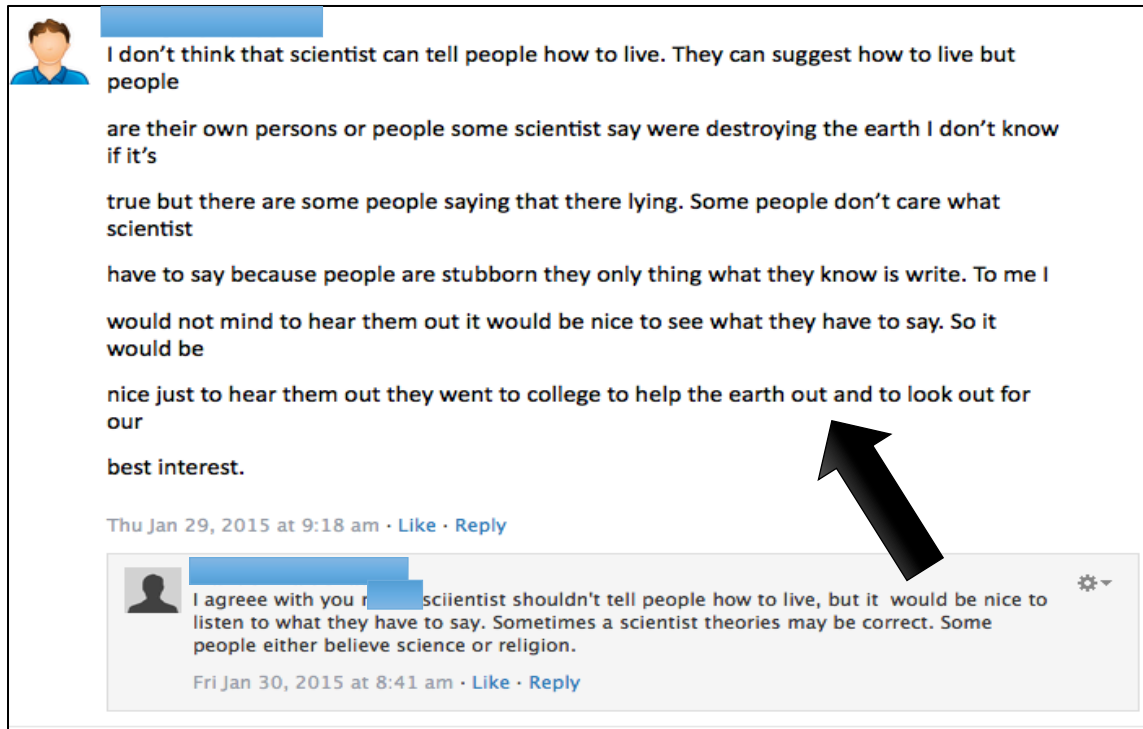 I don't think that scientist can tell people how to live. They can suggest how to live but
people
are their own persons or people some scientist say were destroying the earth I don't know
if it's
true but there are some people saying that there lying. Some people don't care what
scientist
have to say because people are stubborn they only thing what they know is write. To me I
would not mind to hear them out it would be nice to see what they have to say. So it
would be
nice just to hear them out they went to college to help the earth out and to look out for
our
best interest.
Thu Jan 29, 2015 at 9:18 am · Like · Reply
I agreee with you sciientist shouldn't tell people how to live, but it would be nice to
listen to what they have to say. Sometimes a scientist theories may be correct. Some
people either believe science or religion.
Fri Jan 30, 2015 at 8:41 am · Like · Reply